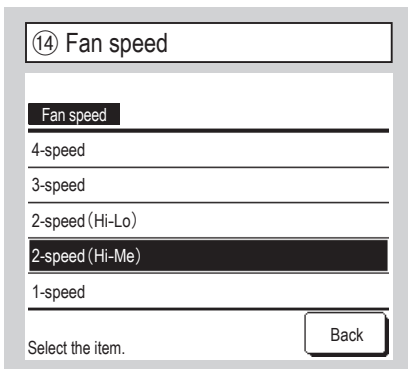 ⑭ Fan speed
Fan speed
4-speed
3-speed
2-speed(Hi-Lo)
2-speed(Hi-Me)
1-speed
Select the item.
Back